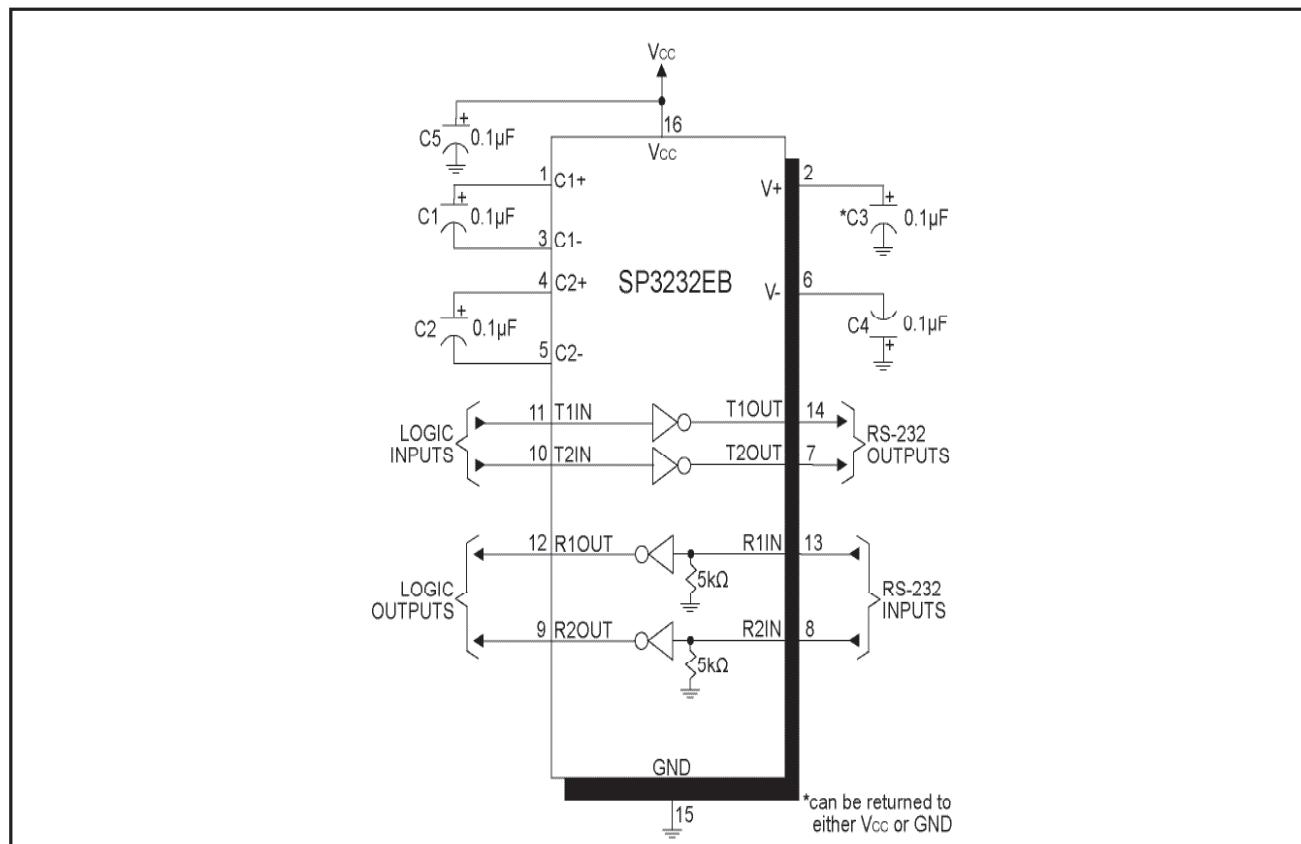 VCC
+
C5
0.1µF
16
VCC
1
C1+
+
C1
0.1µF
3
C1-
4
C2+
+
C2
0.1µF
5
C2-
SP3232EB
V+
2
+
*C3
0.1µF
V-
6
C4
0.1µF
+
LOGIC
INPUTS
11
T1IN
T1OUT
14
10
T2IN
T2OUT
7
RS-232
OUTPUTS
LOGIC
OUTPUTS
12
R1OUT
R1IN
13
5kΩ
9
R2OUT
R2IN
8
5kΩ
RS-232
INPUTS
GND
15
*can be returned to
either VCC or GND